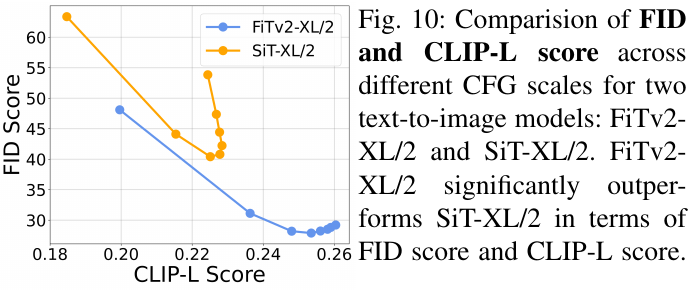 FiTv2-XL/2
SiT-XL/2
60
55
50
45
40
35
30
FID Score
0.18
0.20
0.22
0.24
0.26
CLIP-L Score
Fig. 10: Comparision of FID
and CLIP-L score across
different CFG scales for two
text-to-image models: FiTv2-
XL/2 and SiT-XL/2. FiTv2-
XL/2 significantly outper-
forms SiT-XL/2 in terms of
FID score and CLIP-L score.